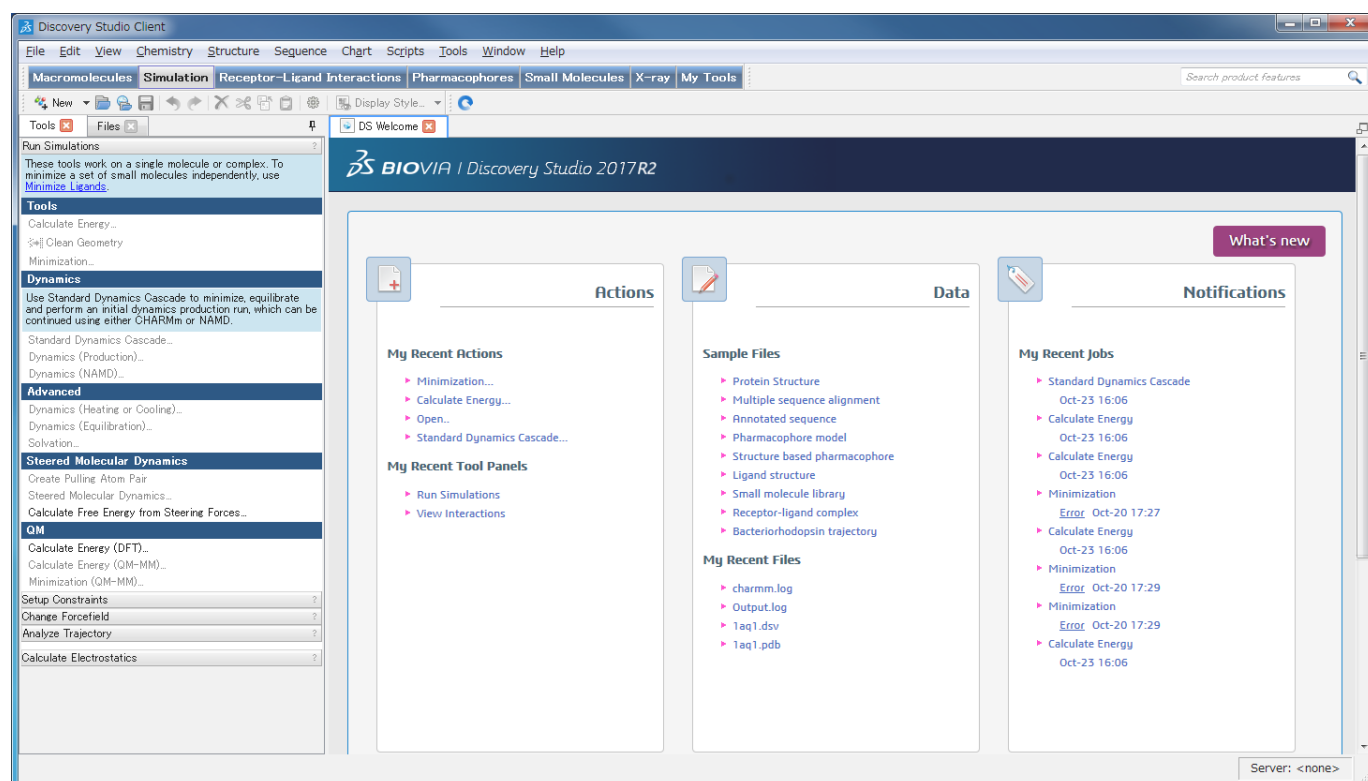 Discovery Studio Client
File Edit View Chemistry Structure Sequence Chart Scripts Tools Window Help
Macromolecules Simulation Receptor-Ligand Interactions Pharmacophores Small Molecules X-ray My Tools
Search product features
New Display Style...
Tools Files
DS Welcome
Run Simulations ?
These tools work on a single molecule or complex. To
minimize a set of small molecules independently, use
Minimize Ligands.
Tools
Calculate Energy...
Clean Geometry
Minimization...
Dynamics
Use Standard Dynamics Cascade to minimize, equilibrate
and perform an initial dynamics production run, which can be
continued using either CHARMm or NAMD.
Standard Dynamics Cascade...
Dynamics (Production)...
Dynamics (NAMD)...
Advanced
Dynamics (Heating or Cooling)...
Dynamics (Equilibration)...
Solvation...
Steered Molecular Dynamics
Create Pulling Atom Pair
Steered Molecular Dynamics...
Calculate Free Energy from Steering Forces...
QM
Calculate Energy (DFT)...
Calculate Energy (QM-MM)...
Minimization (QM-MM)...
Setup Constraints ?
Change Forcefield ?
Analyze Trajectory ?
Calculate Electrostatics ?
3DS BIOVIA | Discovery Studio 2017R2
What's new
Actions
My Recent Actions
Minimization...
Calculate Energy...
Open..
Standard Dynamics Cascade...
My Recent Tool Panels
Run Simulations
View Interactions
Data
Sample Files
Protein Structure
Multiple sequence alignment
Annotated sequence
Pharmacophore model
Structure based pharmacophore
Ligand structure
Small molecule library
Receptor-ligand complex
Bacteriorhodopsin trajectory
My Recent Files
charmm.log
Output.log
1aq1.dsv
1aq1.pdb
Notifications
My Recent Jobs
Standard Dynamics Cascade
Oct-23 16:06
Calculate Energy
Oct-23 16:06
Calculate Energy
Oct-23 16:06
Minimization
Error Oct-20 17:27
Calculate Energy
Oct-23 16:06
Minimization
Error Oct-20 17:29
Minimization
Error Oct-20 17:29
Calculate Energy
Oct-23 16:06
Server: <none>